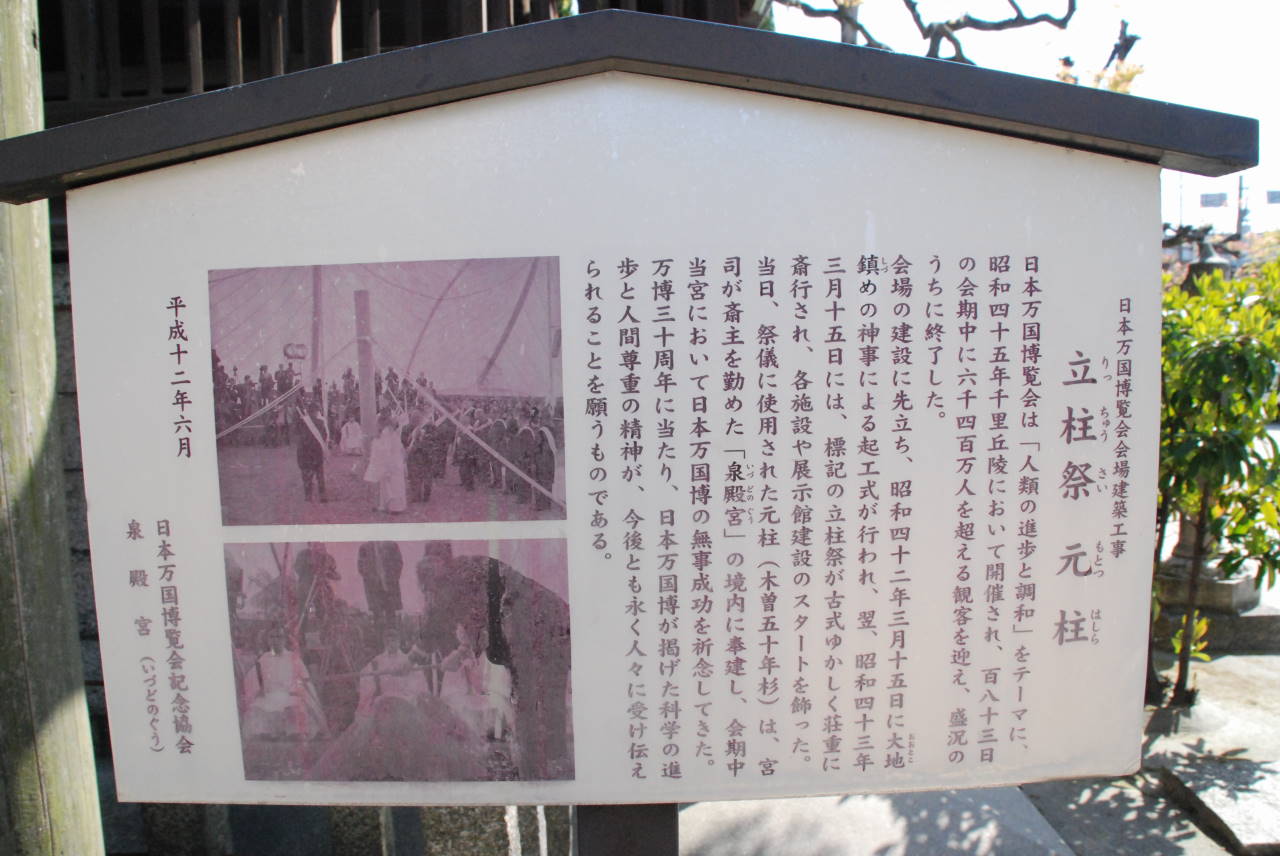 日本万国博覧会会場建築工事
立柱祭 元柱
りっ ちゅう さい もとつ はしら
日本万国博覧会は「人類の進歩と調和」をテーマに、
昭和四十五年千里丘陵において開催され、百八十三日
の会期中に六千四百万人を超える観客を迎え、盛況の
うちに終了した。
会場の建設に先立ち、昭和四十二年三月十五日に大地
おおとこ
鎮めの神事による起工式が行われ、翌、昭和四十三年
しづ
三月十五日には、標記の立柱祭が古式ゆかしく荘重に
斎行され、各施設や展示館建設のスタートを飾った。
当日、祭儀に使用された元柱(木曽五十年杉)は、宮
司が斎主を勤めた「泉殿宮」の境内に奉建し、会期中
いづどのぐう
当宮において日本万国博の無事成功を祈念してきた。
万博三十周年に当たり、日本万国博が掲げた科学の進
歩と人間尊重の精神が、今後とも永く人々に受け伝え
られることを願うものである。
平成十二年六月
日本万国博覧会記念協会
泉殿宮(いづどのぐう)